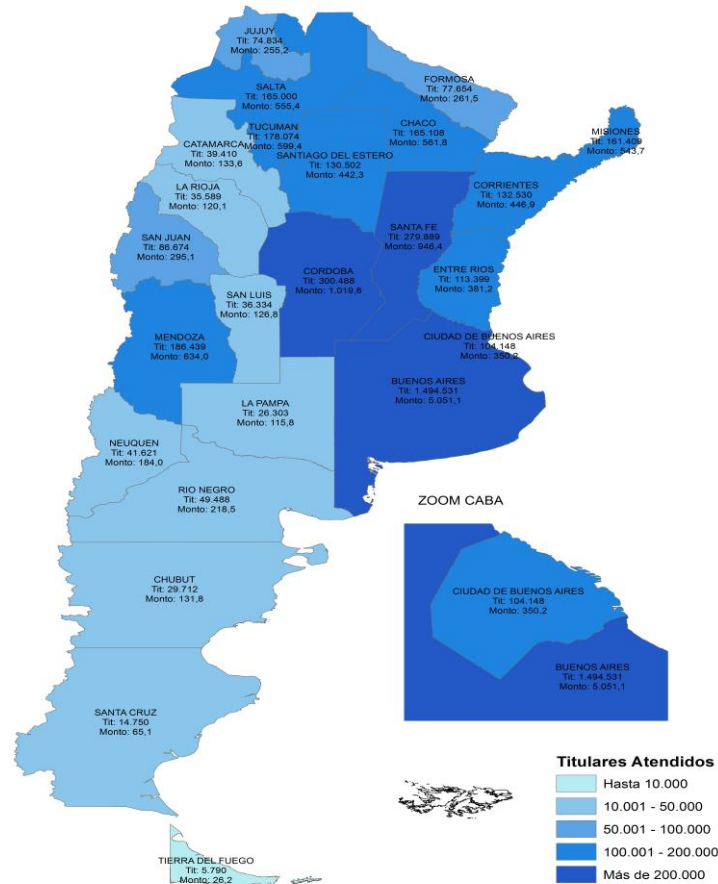 JUJUY
Tit: 74.834
Monto: 255,2
FORMOSA
Tit: 77.654
Monto: 261,5
SALTA
Tit: 165.000
Monto: 555,4
CHACO
Tit: 165.108
Monto: 561,8
MISIONES
Tit: 161.409
Monto: 543,7
TUCUMAN
Tit: 178.074
Monto: 599,4
CATAMARCA
Tit: 39.410
Monto: 133,6
SANTIAGO DEL ESTERO
Tit: 130.502
Monto: 442,3
LA RIOJA
Tit: 35.589
Monto: 120,1
CORRIENTES
Tit: 132.530
Monto: 446,9
SANTA FE
Tit: 279.889
Monto: 946,4
SAN JUAN
Tit: 86.674
Monto: 295,1
CORDOBA
Tit: 300.488
Monto: 1.019,8
ENTRE RIOS
Tit: 113.399
Monto: 381,2
SAN LUIS
Tit: 36.334
Monto: 126,8
MENDOZA
Tit: 186.439
Monto: 634,0
CIUDAD DE BUENOS AIRES
Tit: 104.148
Monto: 350,2
BUENOS AIRES
Tit: 1.494.531
Monto: 5.051,1
LA PAMPA
Tit: 26.303
Monto: 115,8
NEUQUEN
Tit: 41.621
Monto: 184,0
RIO NEGRO
Tit: 49.488
Monto: 218,5
ZOOM CABA
CHUBUT
Tit: 29.712
Monto: 131,8
CIUDAD DE BUENOS AIRES
Tit: 104.148
Monto: 350,2
BUENOS AIRES
Tit: 1.494.531
Monto: 5.051,1
SANTA CRUZ
Tit: 14.750
Monto: 65,1
TIERRA DEL FUEGO
Tit: 5.790
Monto: 26,2
Titulares Atendidos
Hasta 10.000
10.001 - 50.000
50.001 - 100.000
100.001 - 200.000
Más de 200.000